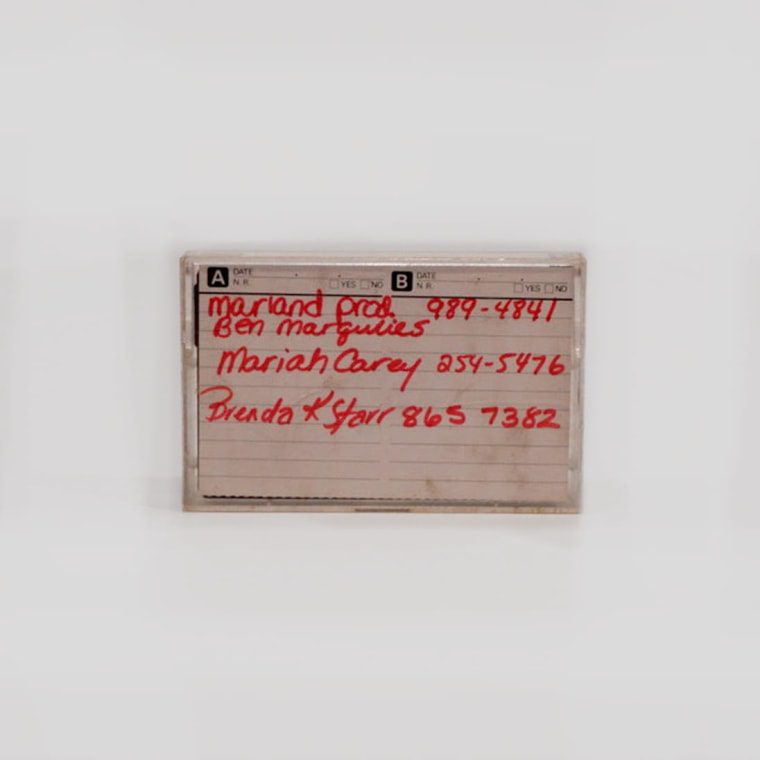 A DATE B DATE
N.R. YES NO N.R. YES NO
Marland Prod. 989-4841
Ben Margulies
Mariah Carey 254-5476
Brenda K Starr 865 7382